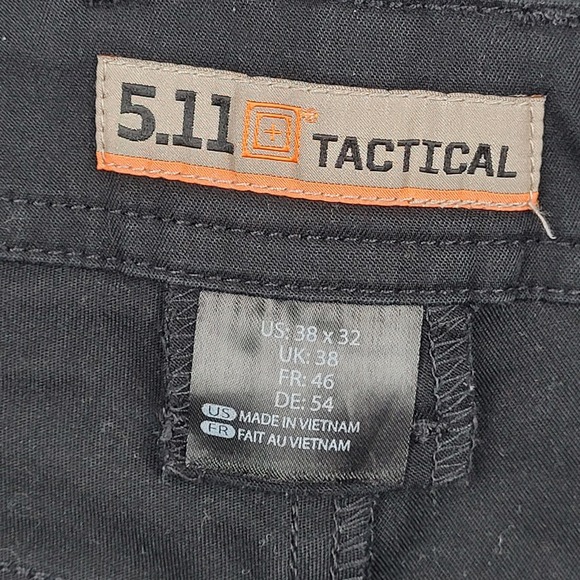 5.11® TACTICAL
US: 38 x 32
UK: 38
FR: 46
DE: 54
US MADE IN VIETNAM
FR FAIT AU VIETNAM